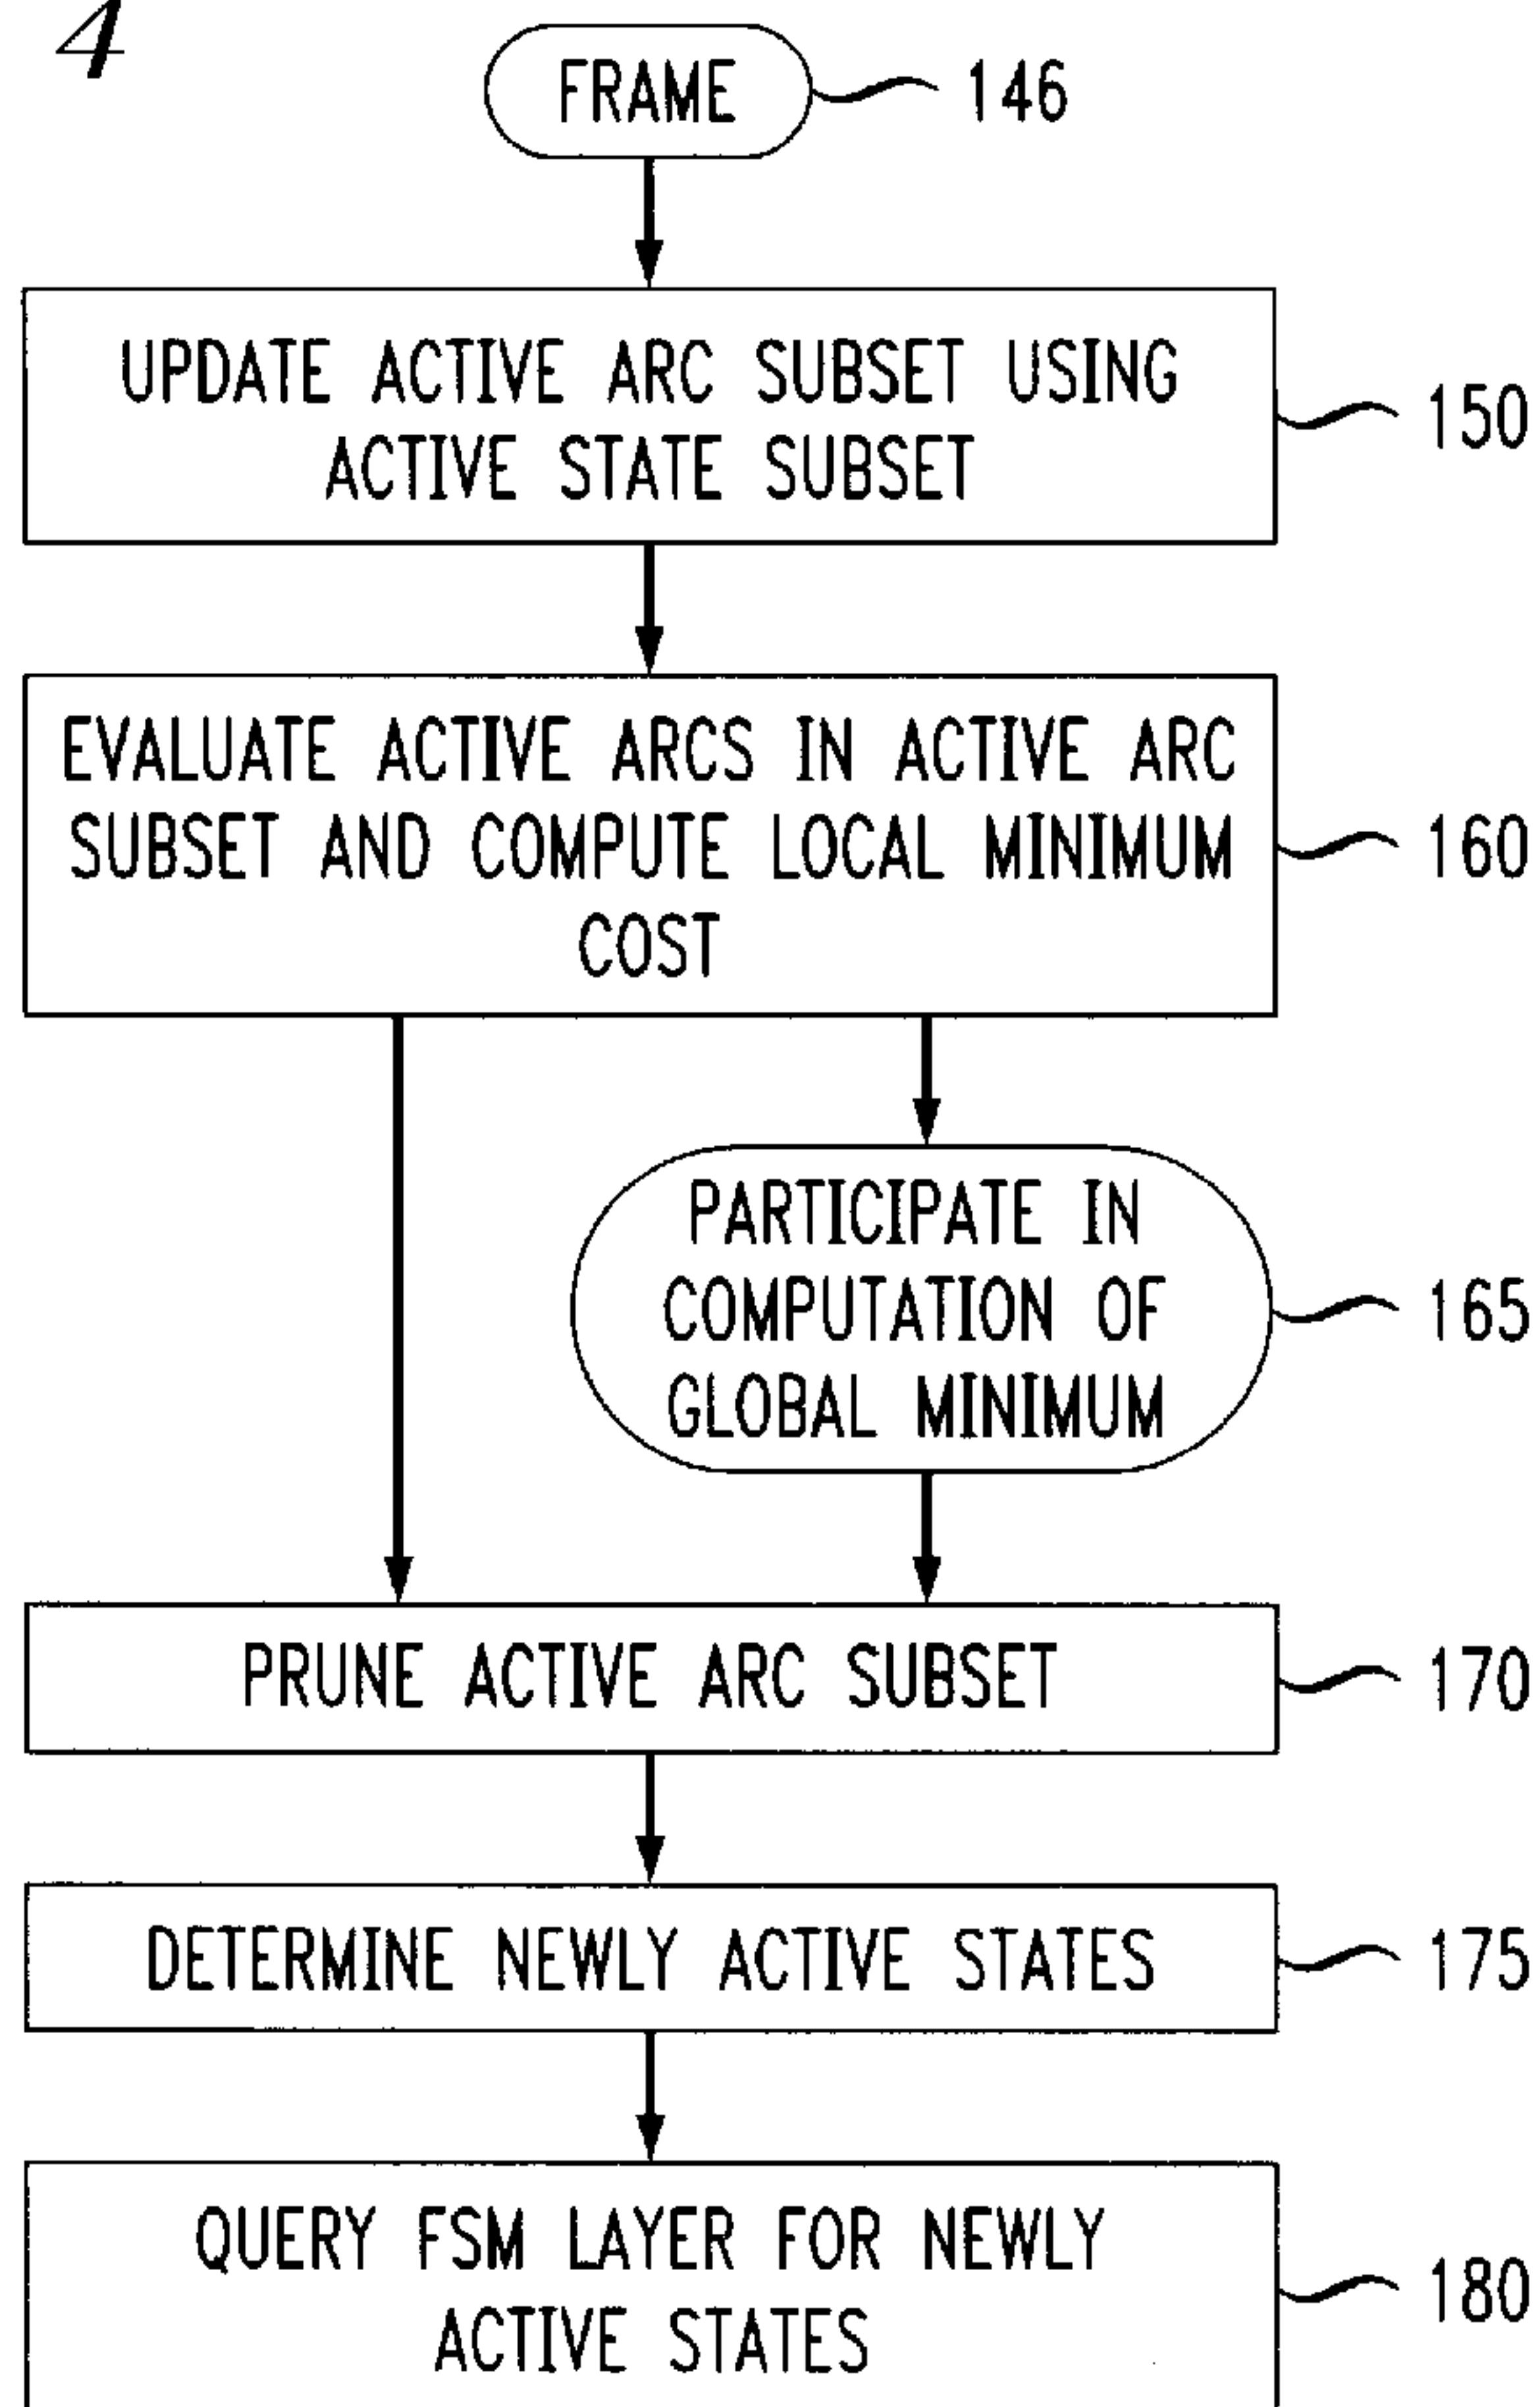 4
FRAME
146
UPDATE ACTIVE ARC SUBSET USING
ACTIVE STATE SUBSET
150
EVALUATE ACTIVE ARCS IN ACTIVE ARC
SUBSET AND COMPUTE LOCAL MINIMUM
COST
160
PARTICIPATE IN
COMPUTATION OF
GLOBAL MINIMUM
165
PRUNE ACTIVE ARC SUBSET
170
DETERMINE NEWLY ACTIVE STATES
175
QUERY FSM LAYER FOR NEWLY
ACTIVE STATES
180